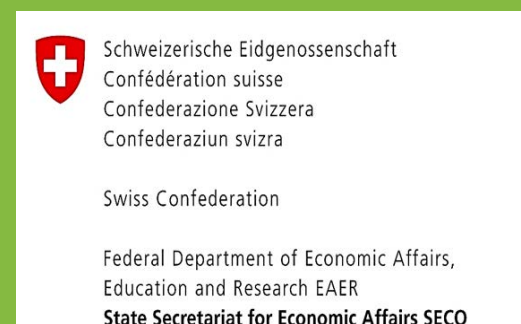 Schweizerische Eidgenossenschaft
Confédération suisse
Confederazione Svizzera
Confederaziun svizra
Swiss Confederation
Federal Department of Economic Affairs,
Education and Research EAER
State Secretariat for Economic Affairs SECO